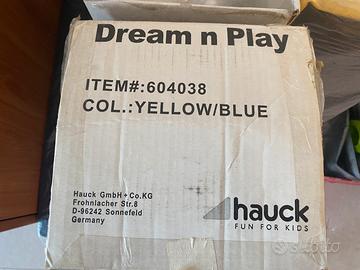 Dream n Play
ITEM#:604038
COL.:YELLOW/BLUE
Hauck GmbH+Co.KG
Frohnlacher Str.8
D-96242 Sonnefeld
Germany
hauck
FUN FOR KIDS
subito